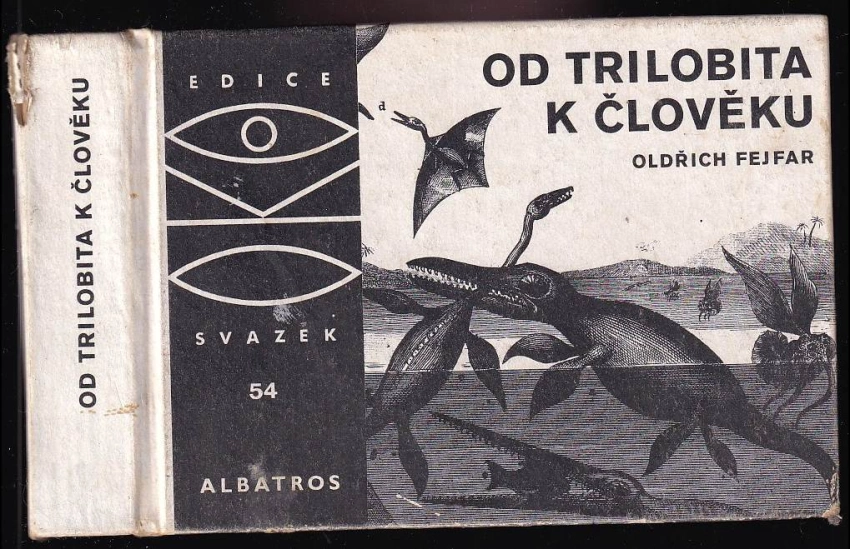 OD TRILOBITA K ČLOVĚKU
EDICE
SVAZEK
54
ALBATROS
d
OD TRILOBITA
K ČLOVĚKU
OLDŘICH FEJFAR